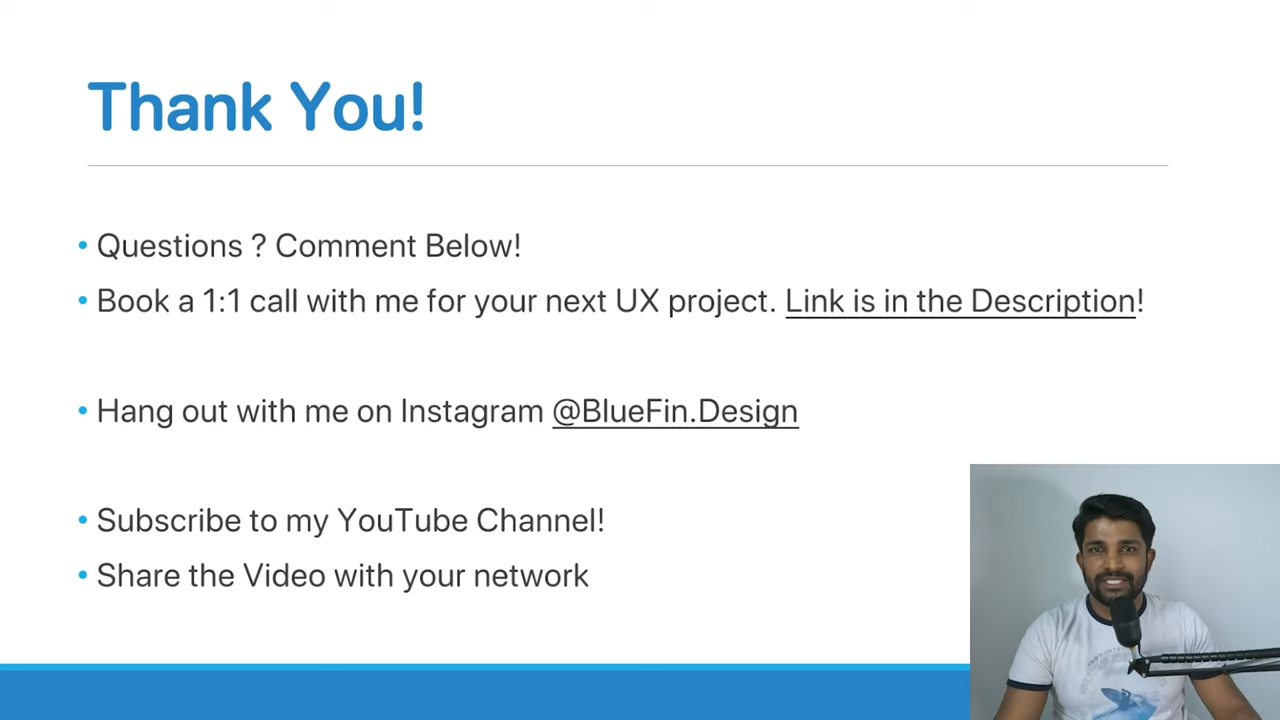 Thank You!
Questions ? Comment Below!
Book a 1:1 call with me for your next UX project. Link is in the Description!
Hang out with me on Instagram @BlueFin.Design
Subscribe to my YouTube Channel!
Share the Video with your network